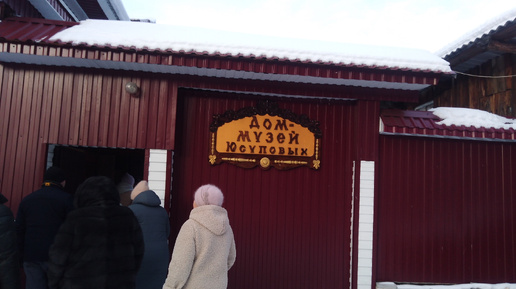 Дом-
музей
Юсуповых